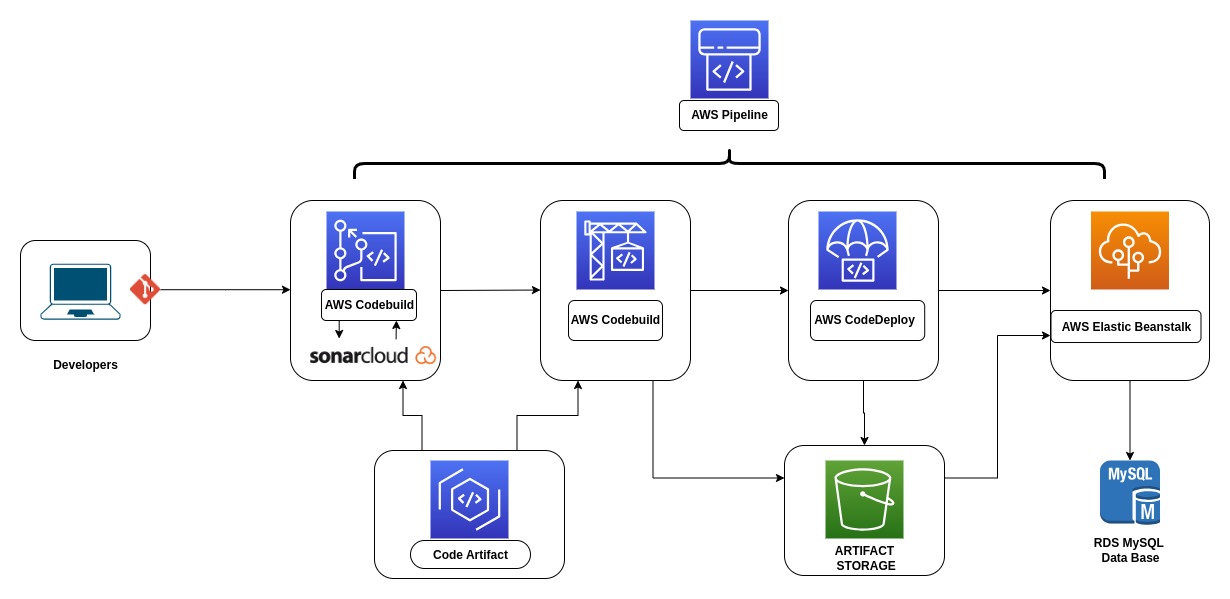 AWS Pipeline
AWS Codebuild
sonarcloud
AWS Codebuild
AWS CodeDeploy
AWS Elastic Beanstalk
Developers
Code Artifact
ARTIFACT
STORAGE
MySQL
M
RDS MySQL
Data Base